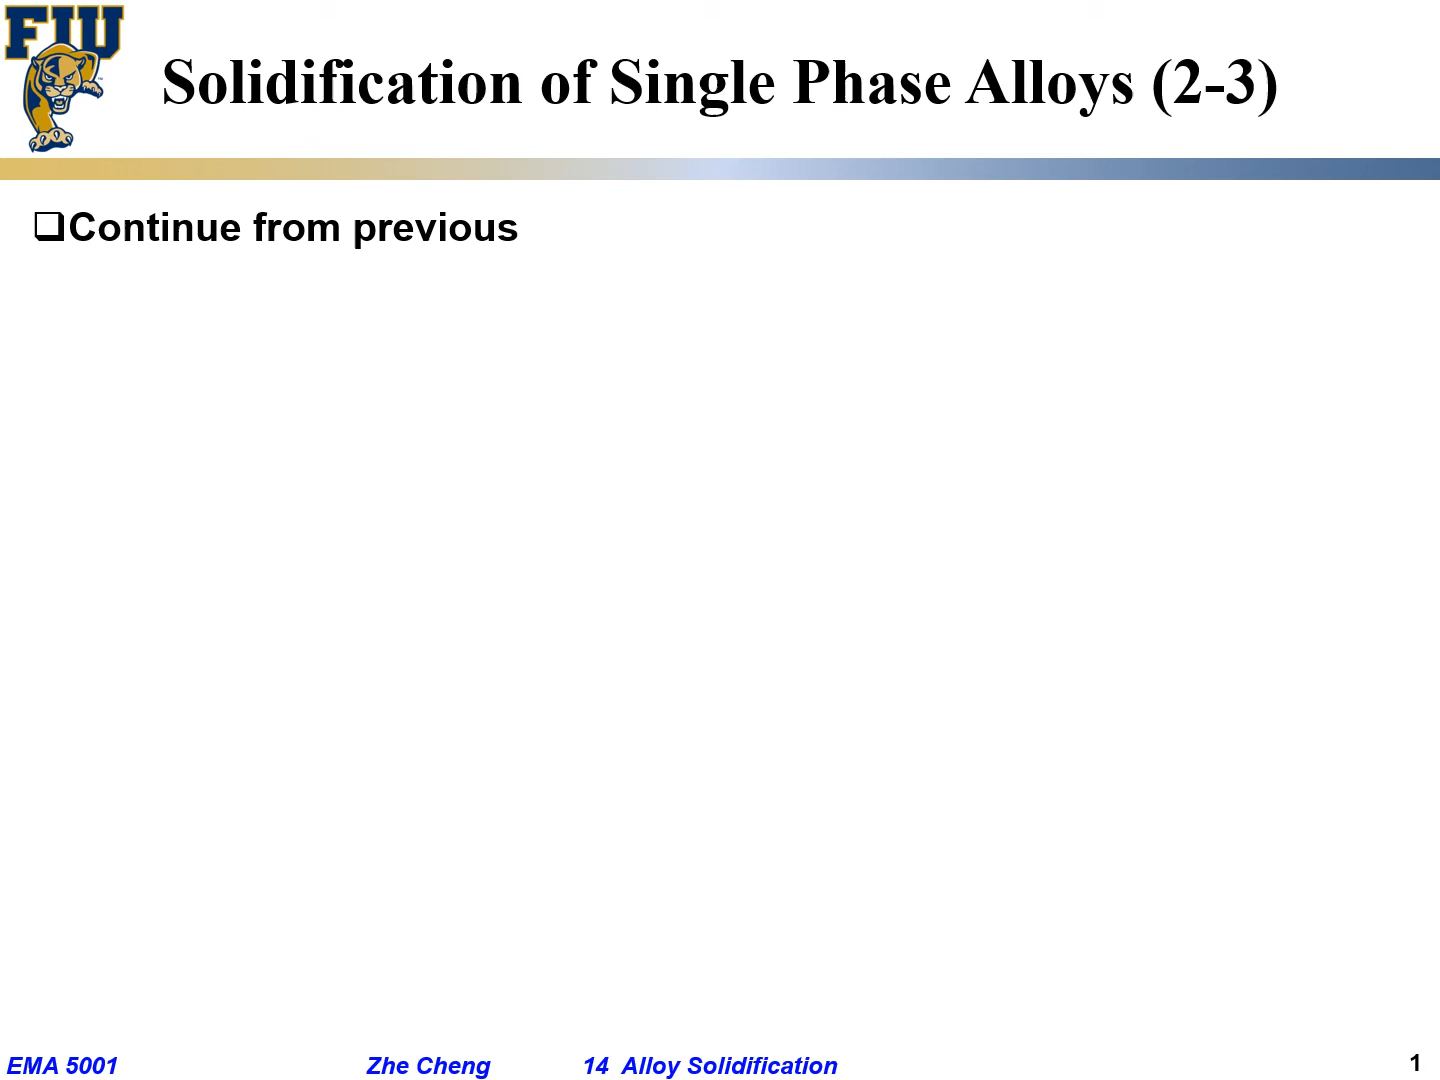 FIU
Solidification of Single Phase Alloys (2-3)
Continue from previous
EMA 5001 Zhe Cheng 14 Alloy Solidification 1